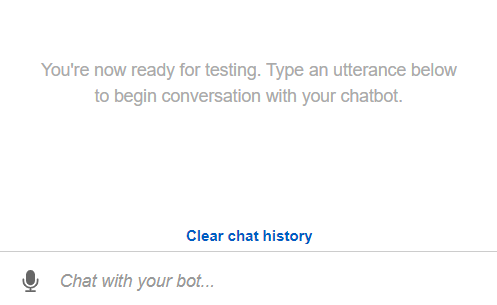 You're now ready for testing. Type an utterance below
to begin conversation with your chatbot.
Clear chat history
Chat with your bot...